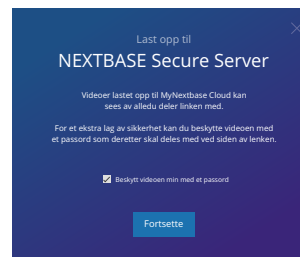 Last opp til
NEXTBASE Secure Server
Videoer lastet opp til MyNextbase Cloud kan
sees av alledu deler linken med.
For et ekstra lag av sikkerhet kan du beskytte videoen med
et passord som deretter skal deles med ved siden av lenken.
Beskytt videoen min med et passord
Fortsette